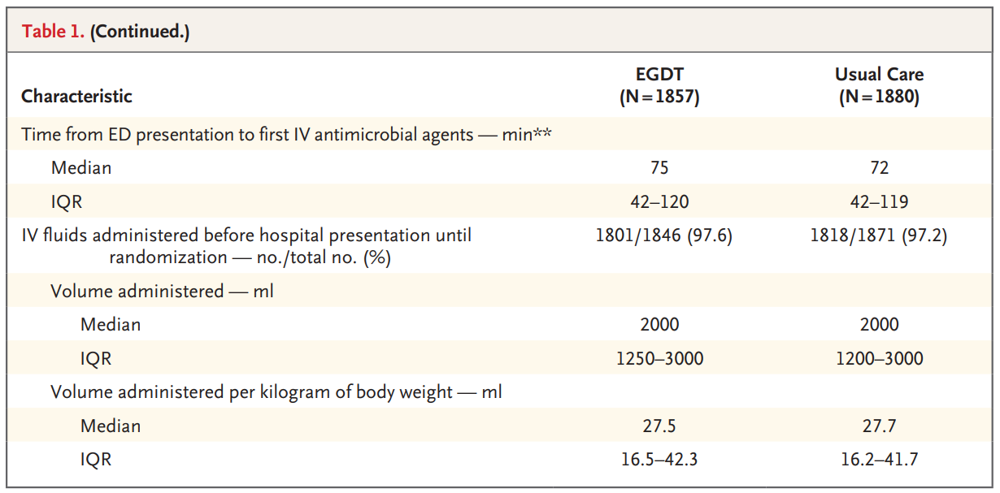 Table 1. (Continued.)
Characteristic EGDT (N=1857) Usual Care (N=1880)
Time from ED presentation to first IV antimicrobial agents — min**
Median 75 72
IQR 42–120 42–119
IV fluids administered before hospital presentation until 1801/1846 (97.6) 1818/1871 (97.2)
randomization — no./total no. (%)
Volume administered — ml
Median 2000 2000
IQR 1250–3000 1200–3000
Volume administered per kilogram of body weight — ml
Median 27.5 27.7
IQR 16.5–42.3 16.2–41.7